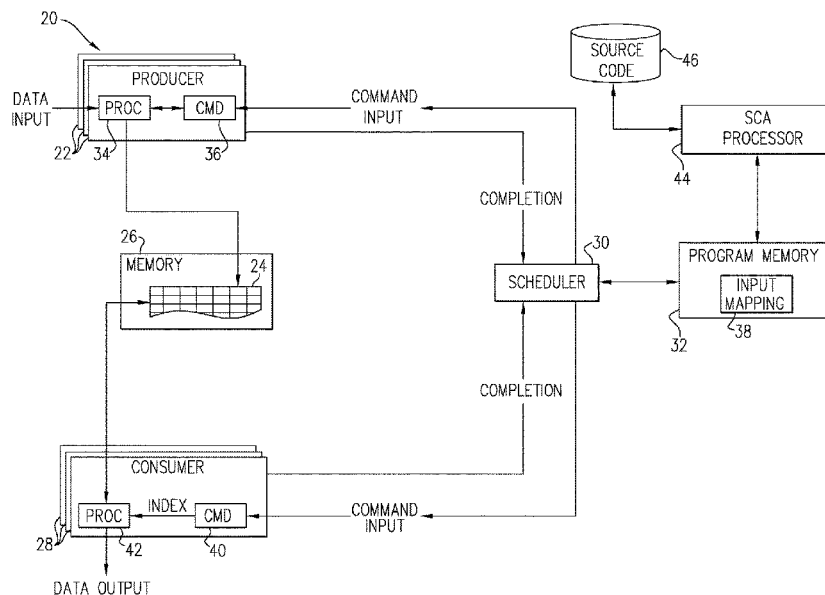 20
PRODUCER
DATA
INPUT
PROC
CMD
22
34
36
COMMAND
INPUT
SOURCE
CODE
46
SCA
PROCESSOR
44
COMPLETION
26
MEMORY
24
30
SCHEDULER
PROGRAM MEMORY
INPUT
MAPPING
32
38
COMPLETION
CONSUMER
PROC
INDEX
CMD
28
42
40
COMMAND
INPUT
DATA OUTPUT